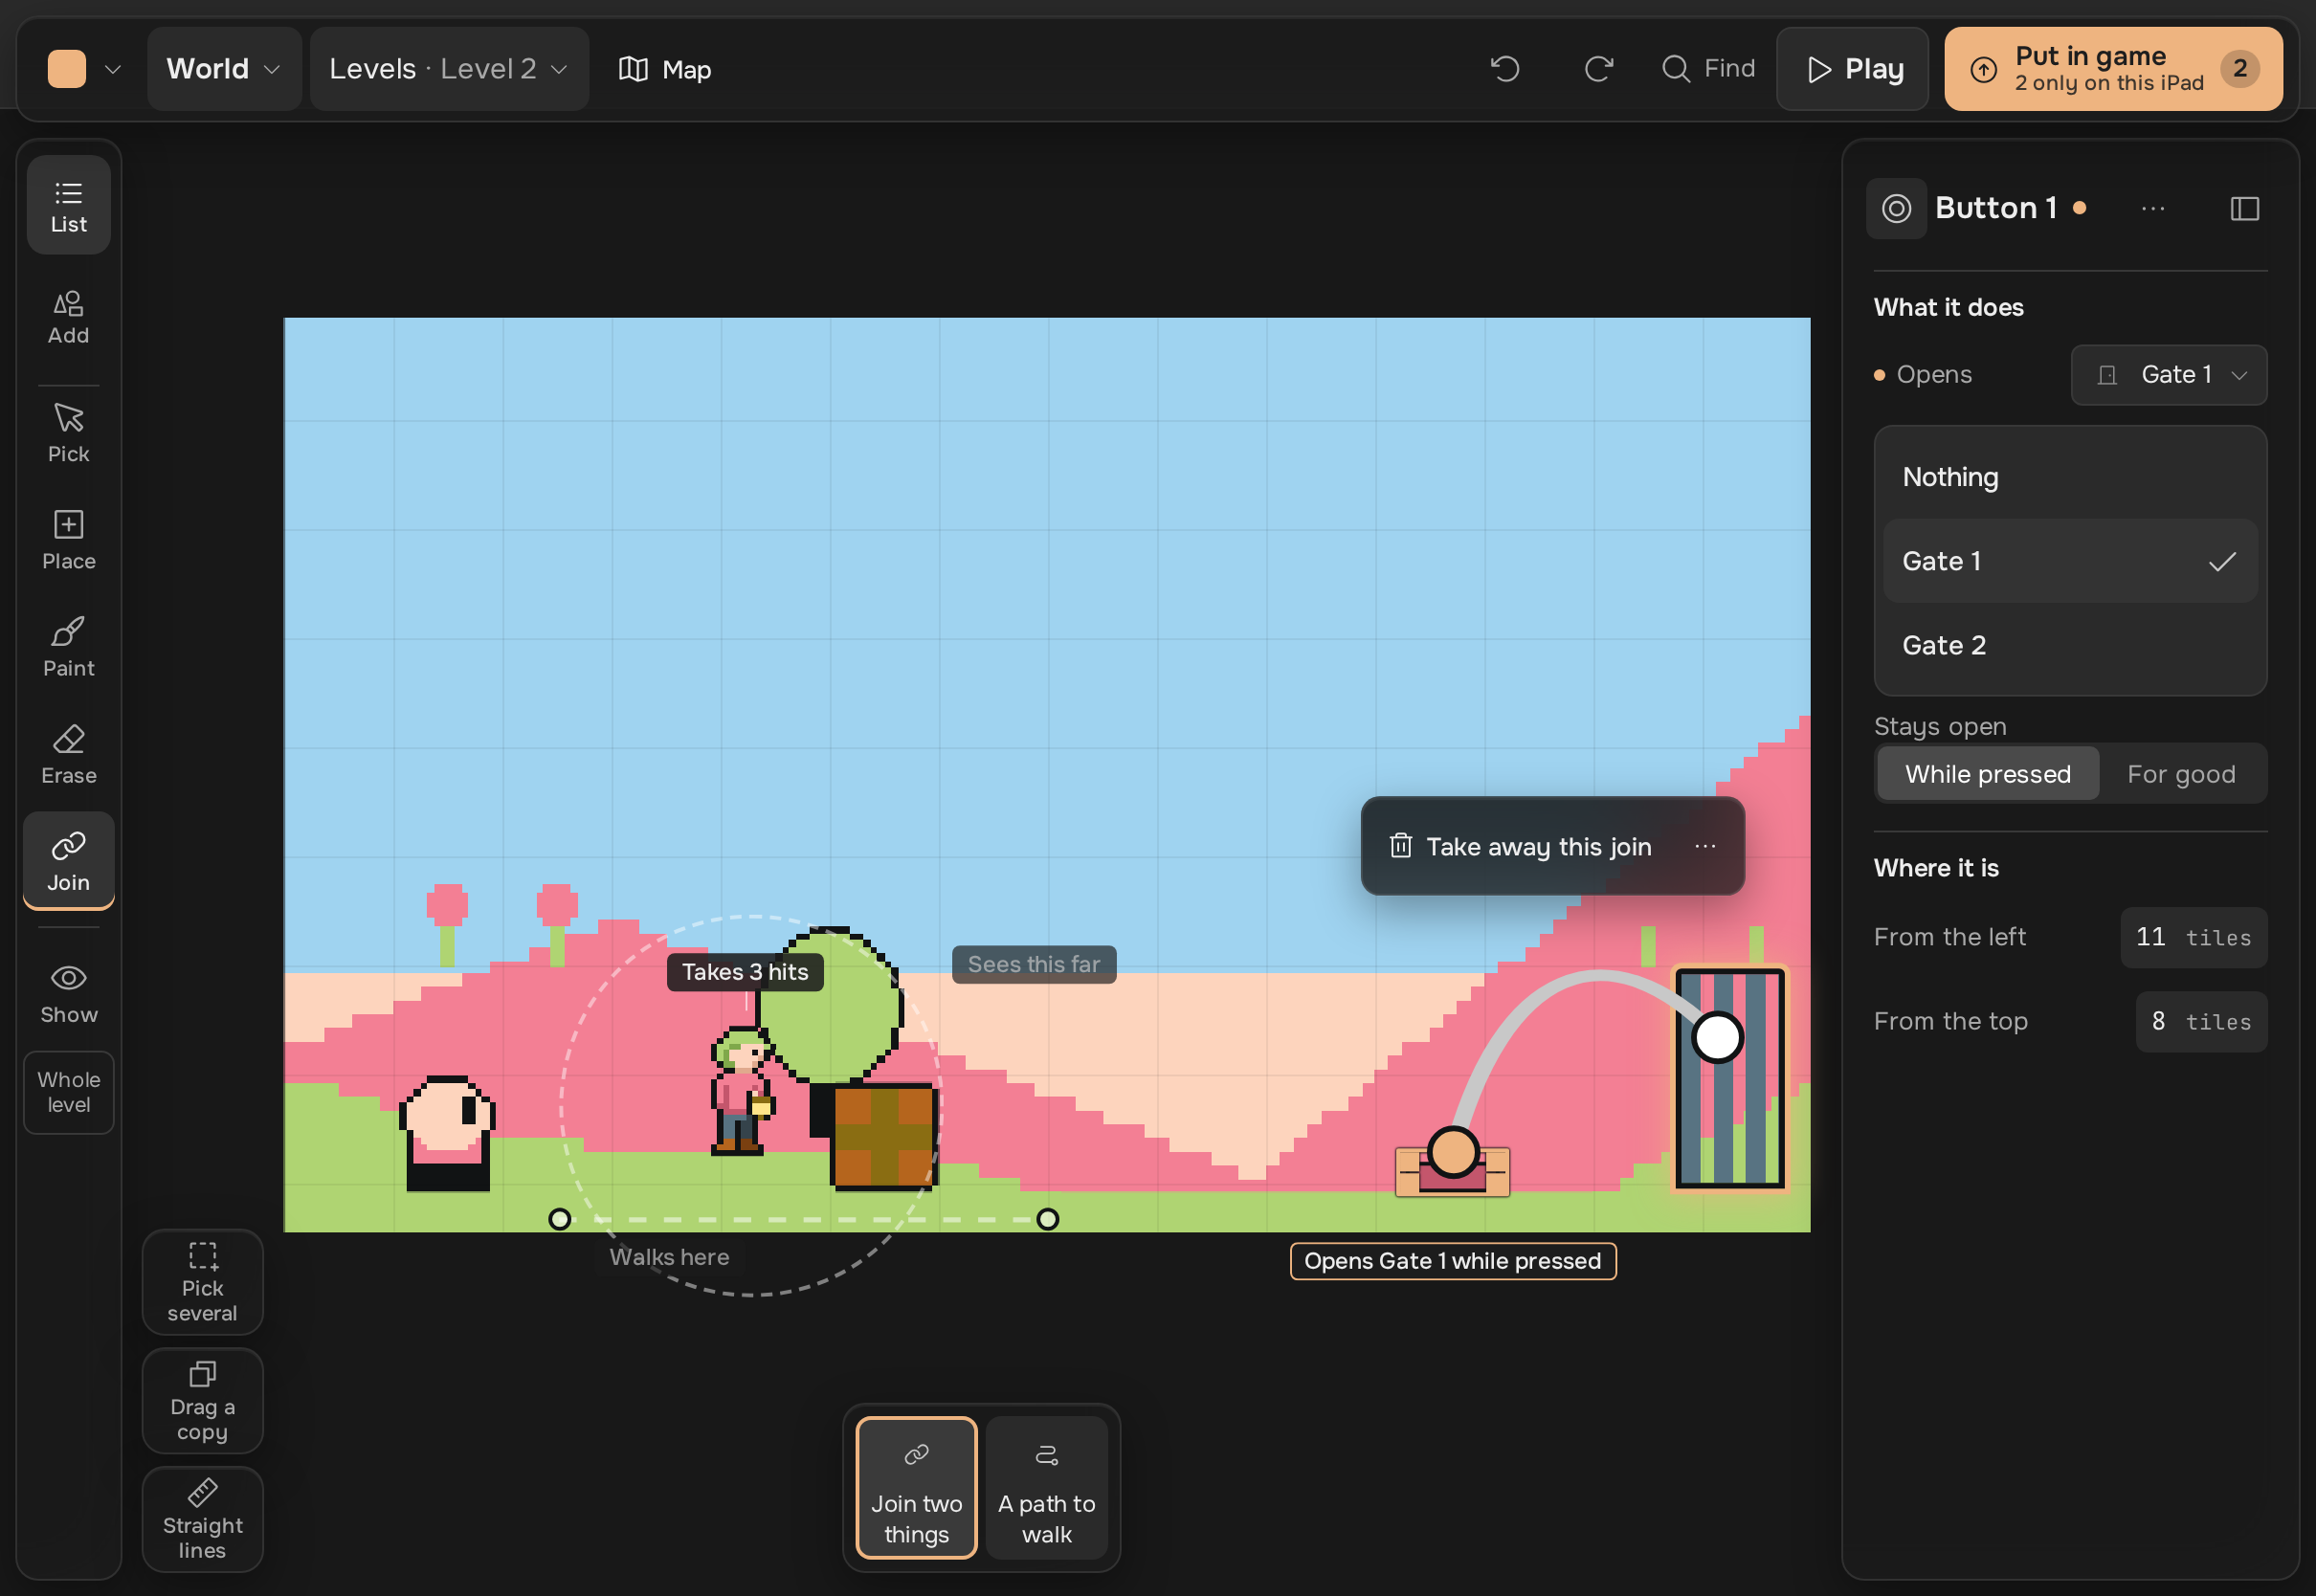 World
Levels · Level 2
Map
Find
Play
Put in game
2 only on this iPad
2
List
Add
Pick
Place
Paint
Erase
Join
Show
Whole
level
Pick
several
Drag a
copy
Straight
lines
Takes 3 hits
Sees this far
Walks here
Take away this join
Opens Gate 1 while pressed
Join two
things
A path to
walk
Button 1
What it does
Opens
Gate 1
Nothing
Gate 1
Gate 2
Stays open
While pressed
For good
Where it is
From the left
11 tiles
From the top
8 tiles